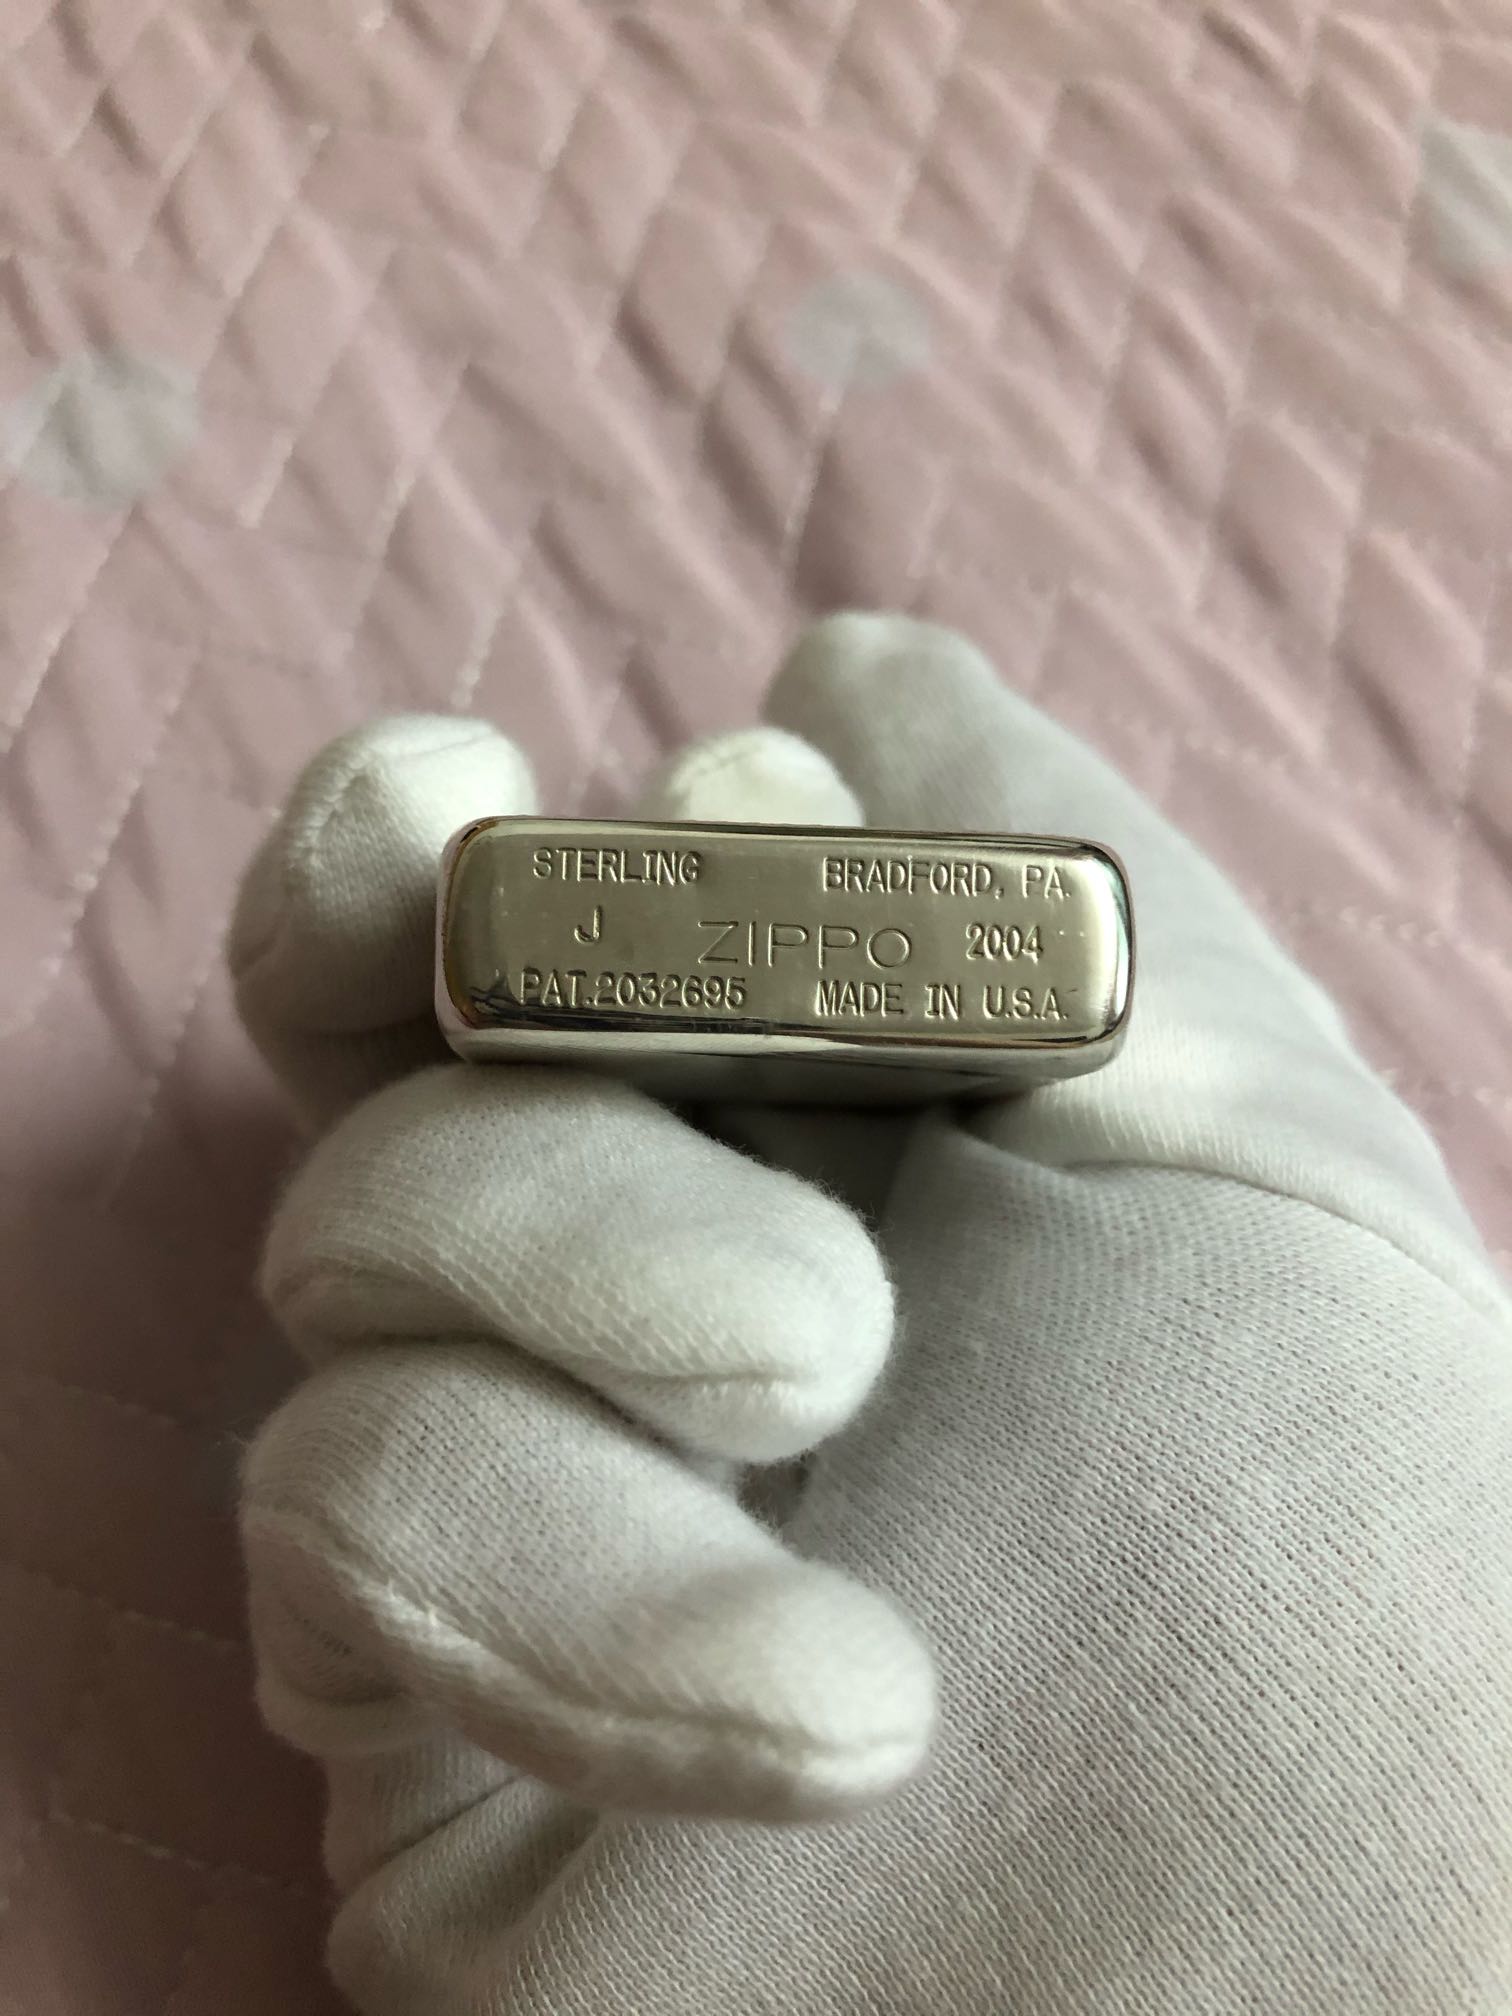 STERLING BRADFORD, PA.
J ZIPPO 2004
PAT.2032695 MADE IN U.S.A.